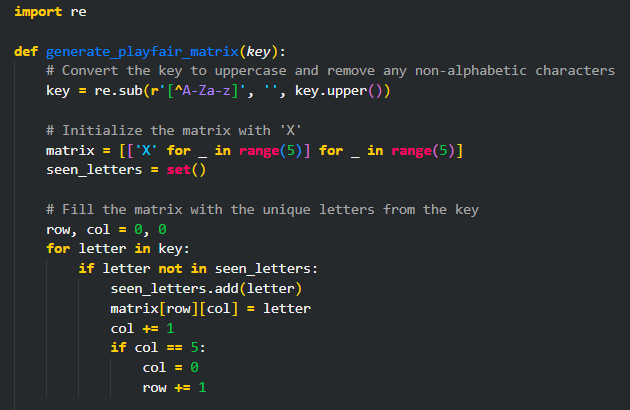 import re
def generate_playfair_matrix(key):
    # Convert the key to uppercase and remove any non-alphabetic characters
    key = re.sub(r'[^A-Za-z]', '', key.upper())
    # Initialize the matrix with 'X'
    matrix = [['X' for _ in range(5)] for _ in range(5)]
    seen_letters = set()
    # Fill the matrix with the unique letters from the key
    row, col = 0, 0
    for letter in key:
        if letter not in seen_letters:
            seen_letters.add(letter)
            matrix[row][col] = letter
            col += 1
            if col == 5:
                col = 0
                row += 1